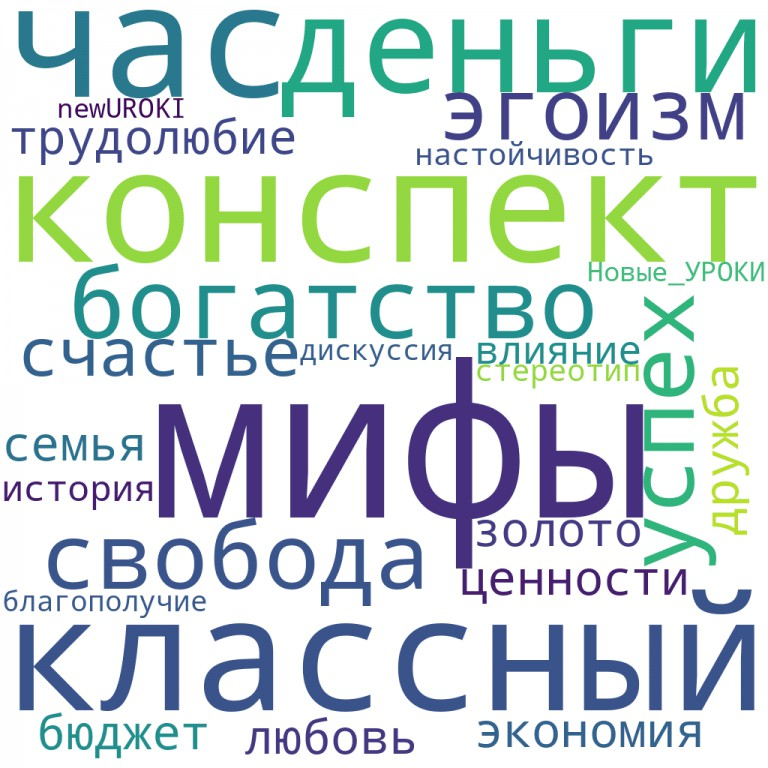 час
деньги
newUROKI
эгоизм
трудолюбие
настойчивость
конспект
Новые_УРОКИ
богатство
счастье
дискуссия
влияние
стереотип
успех
дружба
мифы
семья
история
золото
свобода
ценности
благополучие
классный
бюджет
любовь
экономия